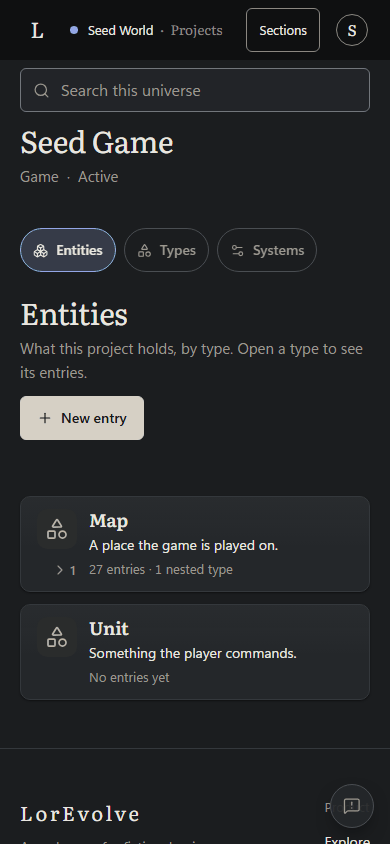 L
Seed World · Projects
Sections
S
Search this universe
Seed Game
Game · Active
Entities
Types
Systems
Entities
What this project holds, by type. Open a type to see
its entries.
New entry
Map
A place the game is played on.
1
27 entries · 1 nested type
Unit
Something the player commands.
No entries yet
LorEvolve
Explore